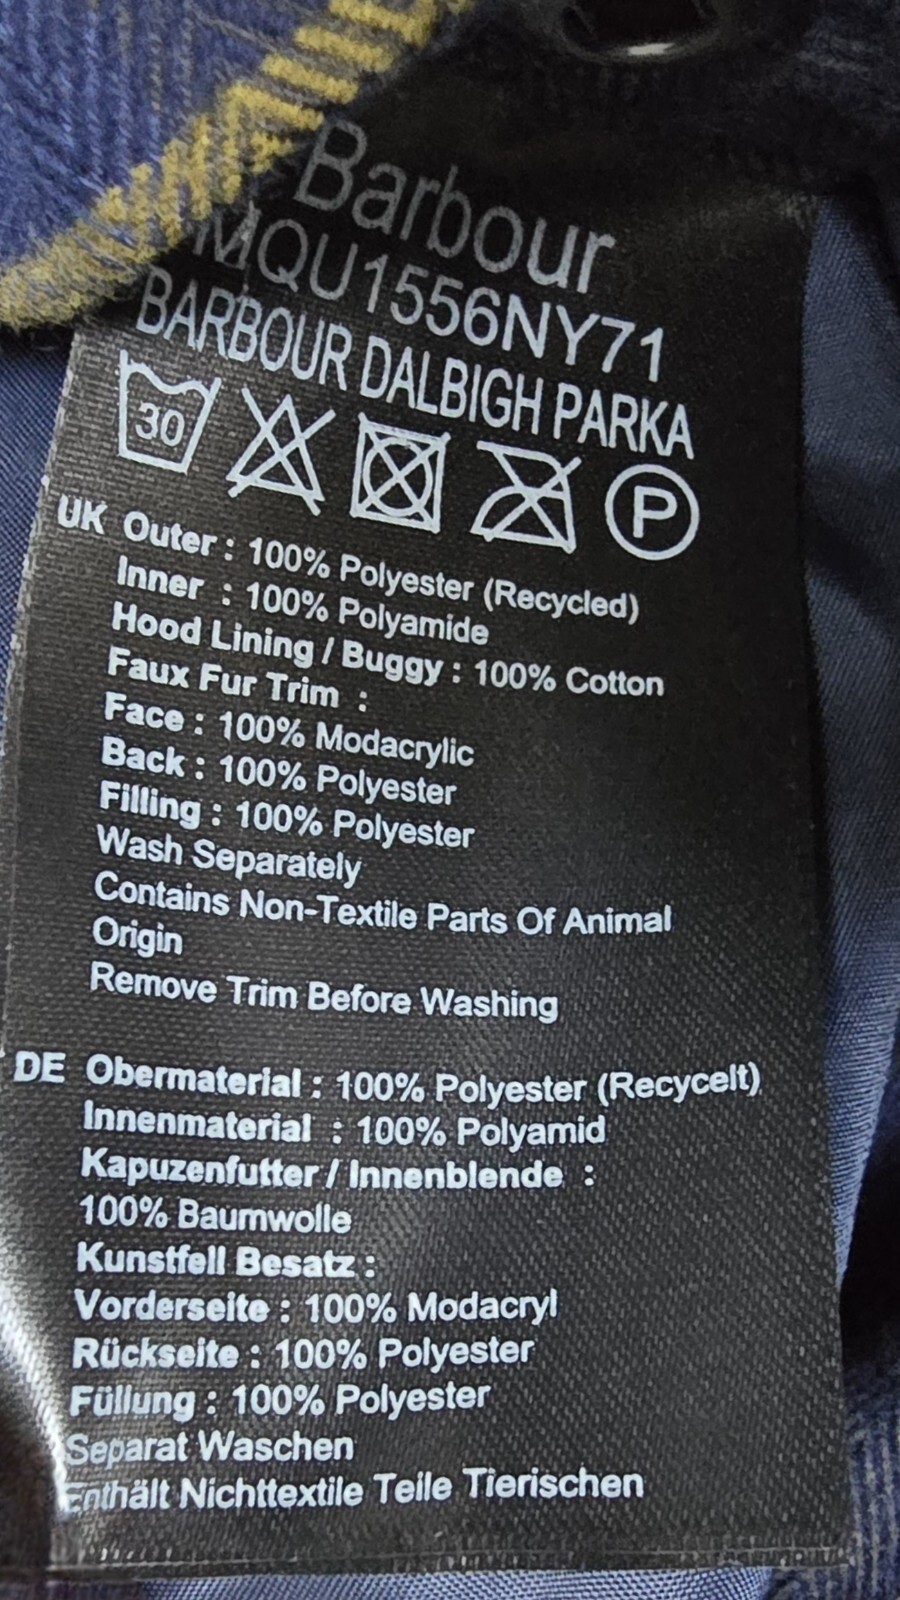 Barbour
MQU1556NY71
BARBOUR DALBIGH PARKA
30 P
UK Outer : 100% Polyester (Recycled)
Inner : 100% Polyamide
Hood Lining / Buggy : 100% Cotton
Faux Fur Trim :
Face : 100% Modacrylic
Back : 100% Polyester
Filling : 100% Polyester
Wash Separately
Contains Non-Textile Parts Of Animal
Origin
Remove Trim Before Washing
DE Obermaterial : 100% Polyester (Recycelt)
Innenmaterial : 100% Polyamid
Kapuzenfutter / Innenblende :
100% Baumwolle
Kunstfell Besatz :
Vorderseite : 100% Modacryl
Rückseite : 100% Polyester
Füllung : 100% Polyester
Separat Waschen
Enthält Nichttextile Teile Tierischen